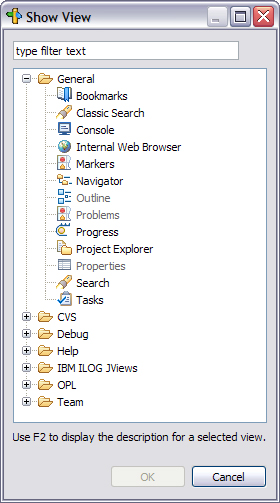 Show View
type filter text
General
Bookmarks
Classic Search
Console
Internal Web Browser
Markers
Navigator
Outline
Problems
Progress
Project Explorer
Properties
Search
Tasks
CVS
Debug
Help
IBM ILOG JViews
OPL
Team
Use F2 to display the description for a selected view.
OK Cancel